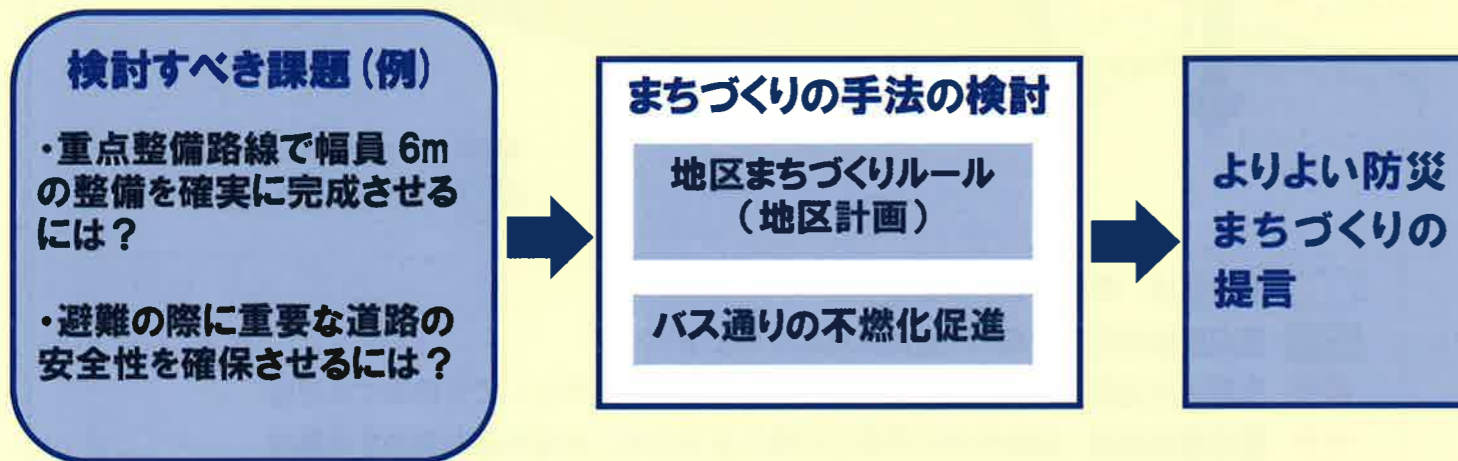 検討すべき課題(例)
・重点整備路線で幅員 6m
の整備を確実に完成させる
には?
・避難の際に重要な道路の
安全性を確保させるには?
まちづくりの手法の検討
地区まちづくりルール
(地区計画)
バス通りの不燃化促進
よりよい防災
まちづくりの
提言